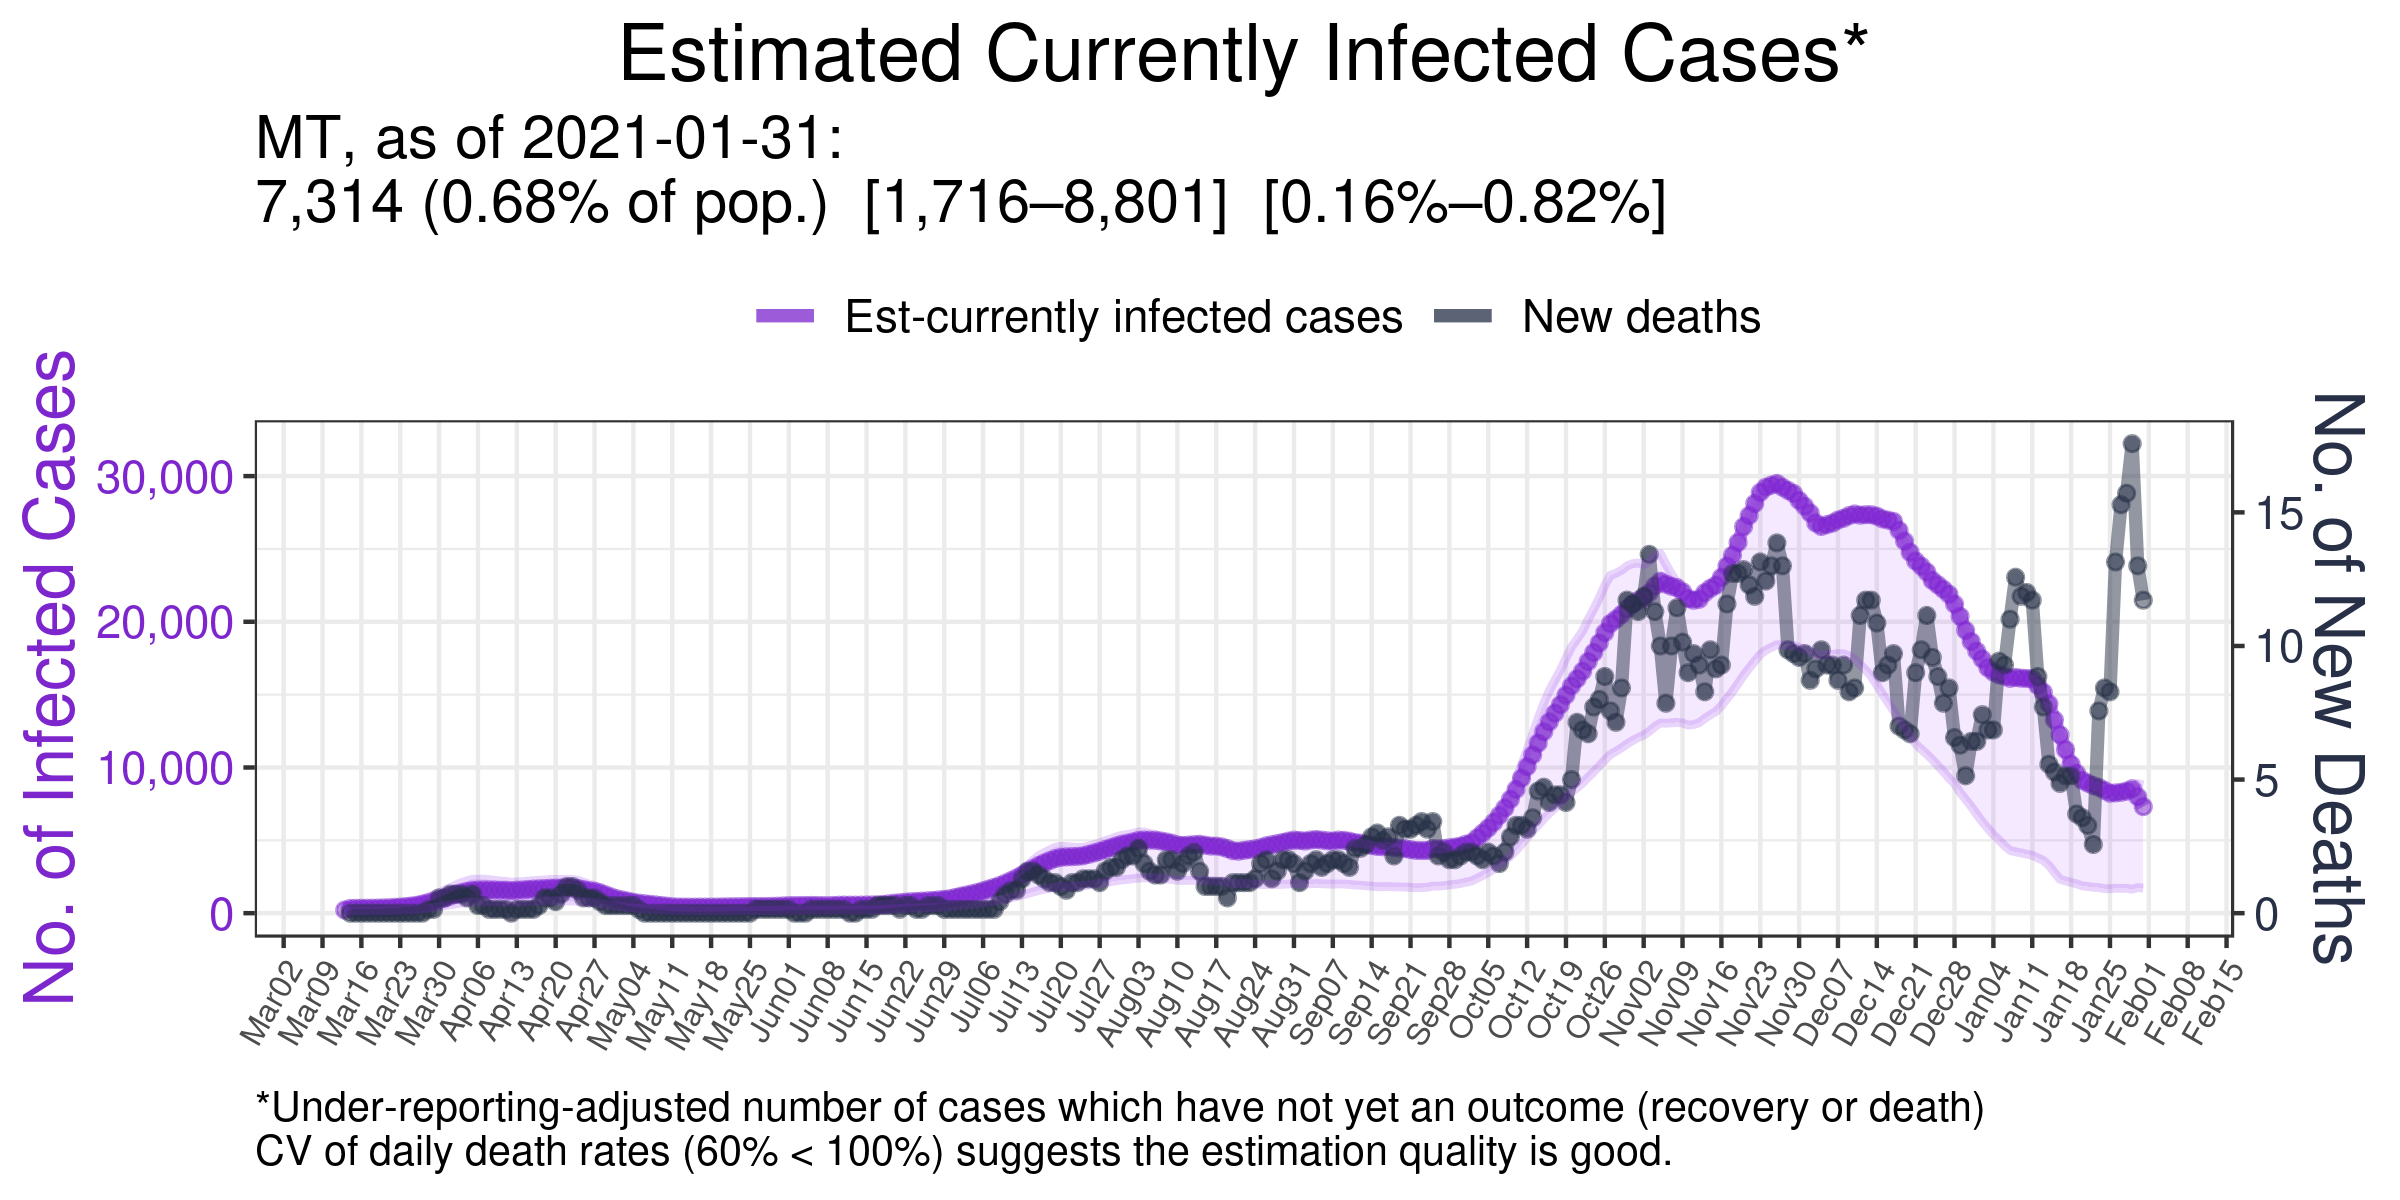 Estimated Currently Infected Cases*
MT, as of 2021-01-31:
7,314 (0.68% of pop.)  [1,716–8,801]  [0.16%–0.82%]
Est-currently infected cases
New deaths
No. of Infected Cases
30,000
20,000
10,000
0
No. of New Deaths
15
10
5
0
Mar02
Mar09
Mar16
Mar23
Mar30
Apr06
Apr13
Apr20
Apr27
May04
May11
May18
May25
Jun01
Jun08
Jun15
Jun22
Jun29
Jul06
Jul13
Jul20
Jul27
Aug03
Aug10
Aug17
Aug24
Aug31
Sep07
Sep14
Sep21
Sep28
Oct05
Oct12
Oct19
Oct26
Nov02
Nov09
Nov16
Nov23
Nov30
Dec07
Dec14
Dec21
Dec28
Jan04
Jan11
Jan18
Jan25
Feb01
Feb08
Feb15
*Under-reporting-adjusted number of cases which have not yet an outcome (recovery or death)
CV of daily death rates (60% < 100%) suggests the estimation quality is good.